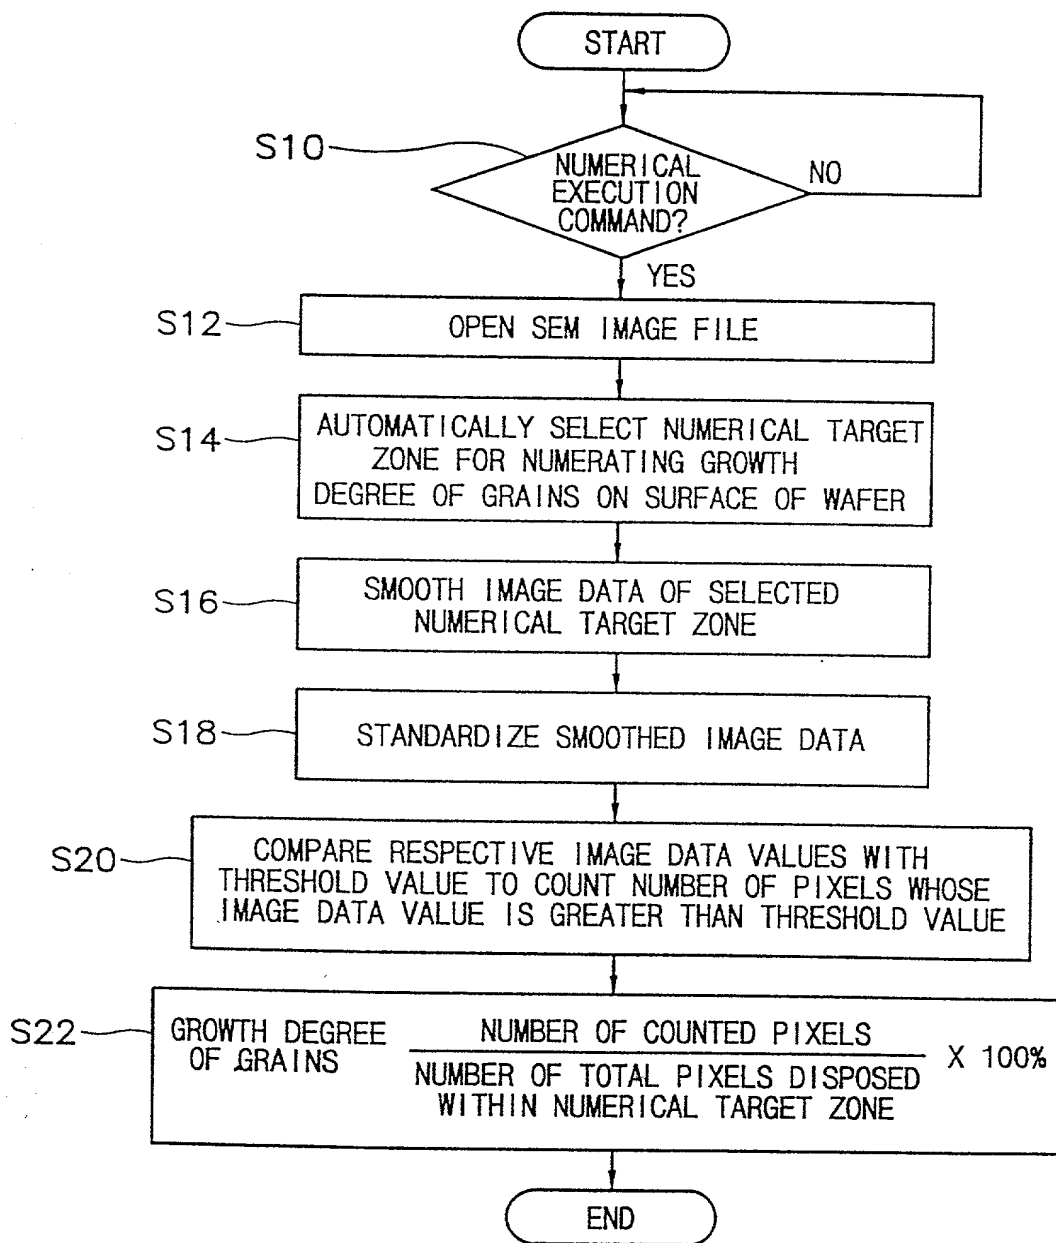 START
S10
NUMERICAL
EXECUTION
COMMAND?
NO
YES
S12
OPEN SEM IMAGE FILE
S14
AUTOMATICALLY SELECT NUMERICAL TARGET
ZONE FOR NUMERATING GROWTH
DEGREE OF GRAINS ON SURFACE OF WAFER
S16
SMOOTH IMAGE DATA OF SELECTED
NUMERICAL TARGET ZONE
S18
STANDARDIZE SMOOTHED IMAGE DATA
S20
COMPARE RESPECTIVE IMAGE DATA VALUES WITH
THRESHOLD VALUE TO COUNT NUMBER OF PIXELS WHOSE
IMAGE DATA VALUE IS GREATER THAN THRESHOLD VALUE
S22
GROWTH DEGREE
OF GRAINS
NUMBER OF COUNTED PIXELS
NUMBER OF TOTAL PIXELS DISPOSED
WITHIN NUMERICAL TARGET ZONE
X 100%
END